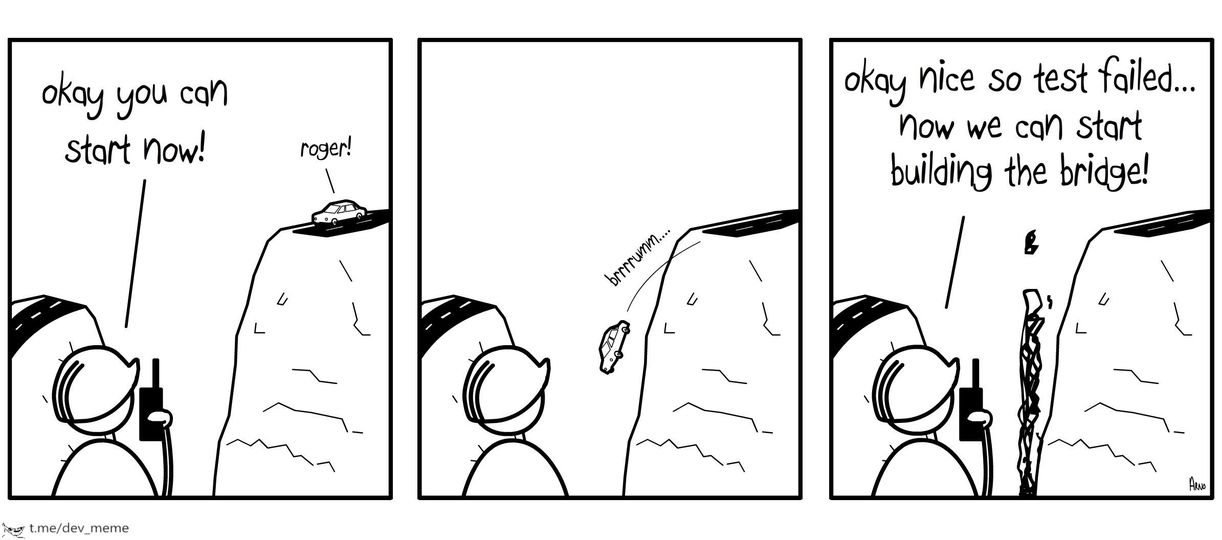 okay you can
start now!
roger!
brrrrumm....
okay nice so test failed...
now we can start
building the bridge!
Arno
t.me/dev_meme